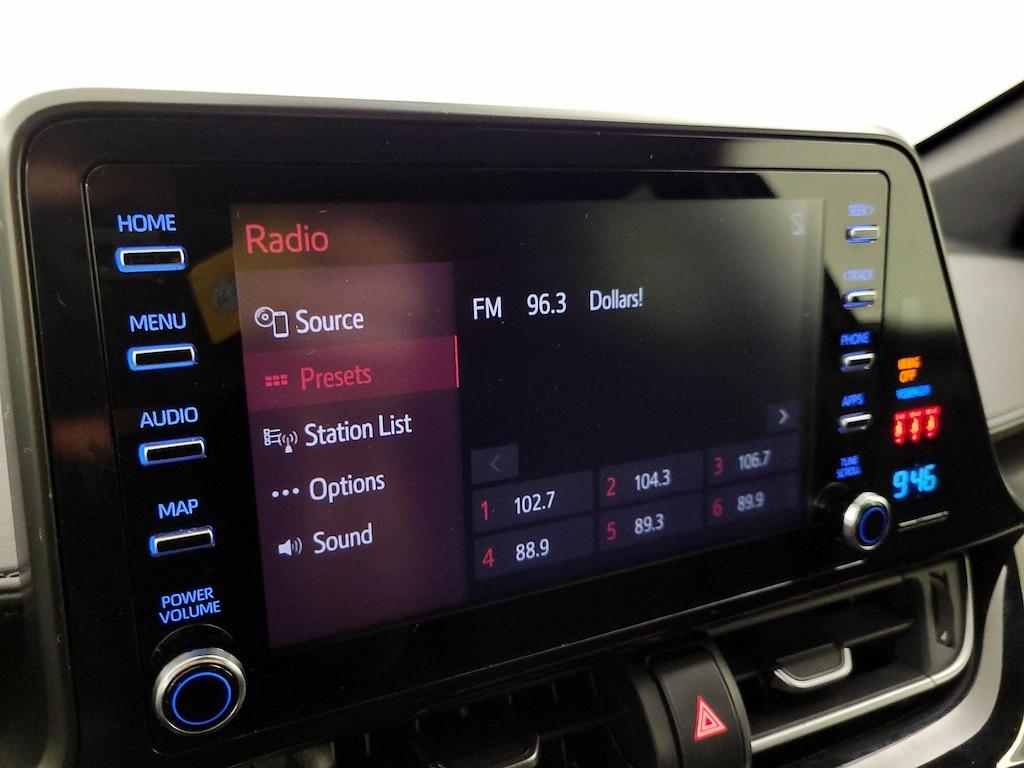 HOME
MENU
AUDIO
MAP
POWER
VOLUME
Radio
Source
Presets
Station List
Options
Sound
FM 96.3 Dollars!
1 102.7
2 104.3
3 106.7
4 88.9
5 89.3
6 89.9
SEEK>
<TRACK
PHONE
APPS
TUNE
SCROLL
OFF
PASSENGER
9:46